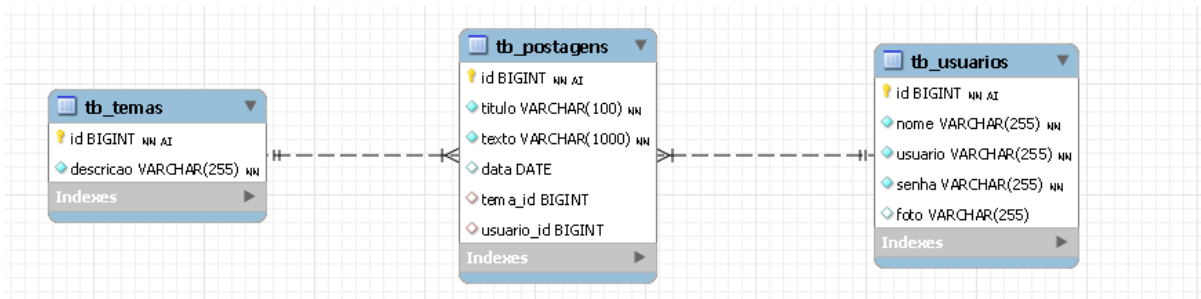 tb_temas
id BIGINT NN AI
descricao VARCHAR(255) NN
Indexes
tb_postagens
id BIGINT NN AI
titulo VARCHAR(100) NN
texto VARCHAR(1000) NN
data DATE
tema_id BIGINT
usuario_id BIGINT
Indexes
tb_usuarios
id BIGINT NN AI
nome VARCHAR(255) NN
usuario VARCHAR(255) NN
senha VARCHAR(255) NN
foto VARCHAR(255)
Indexes